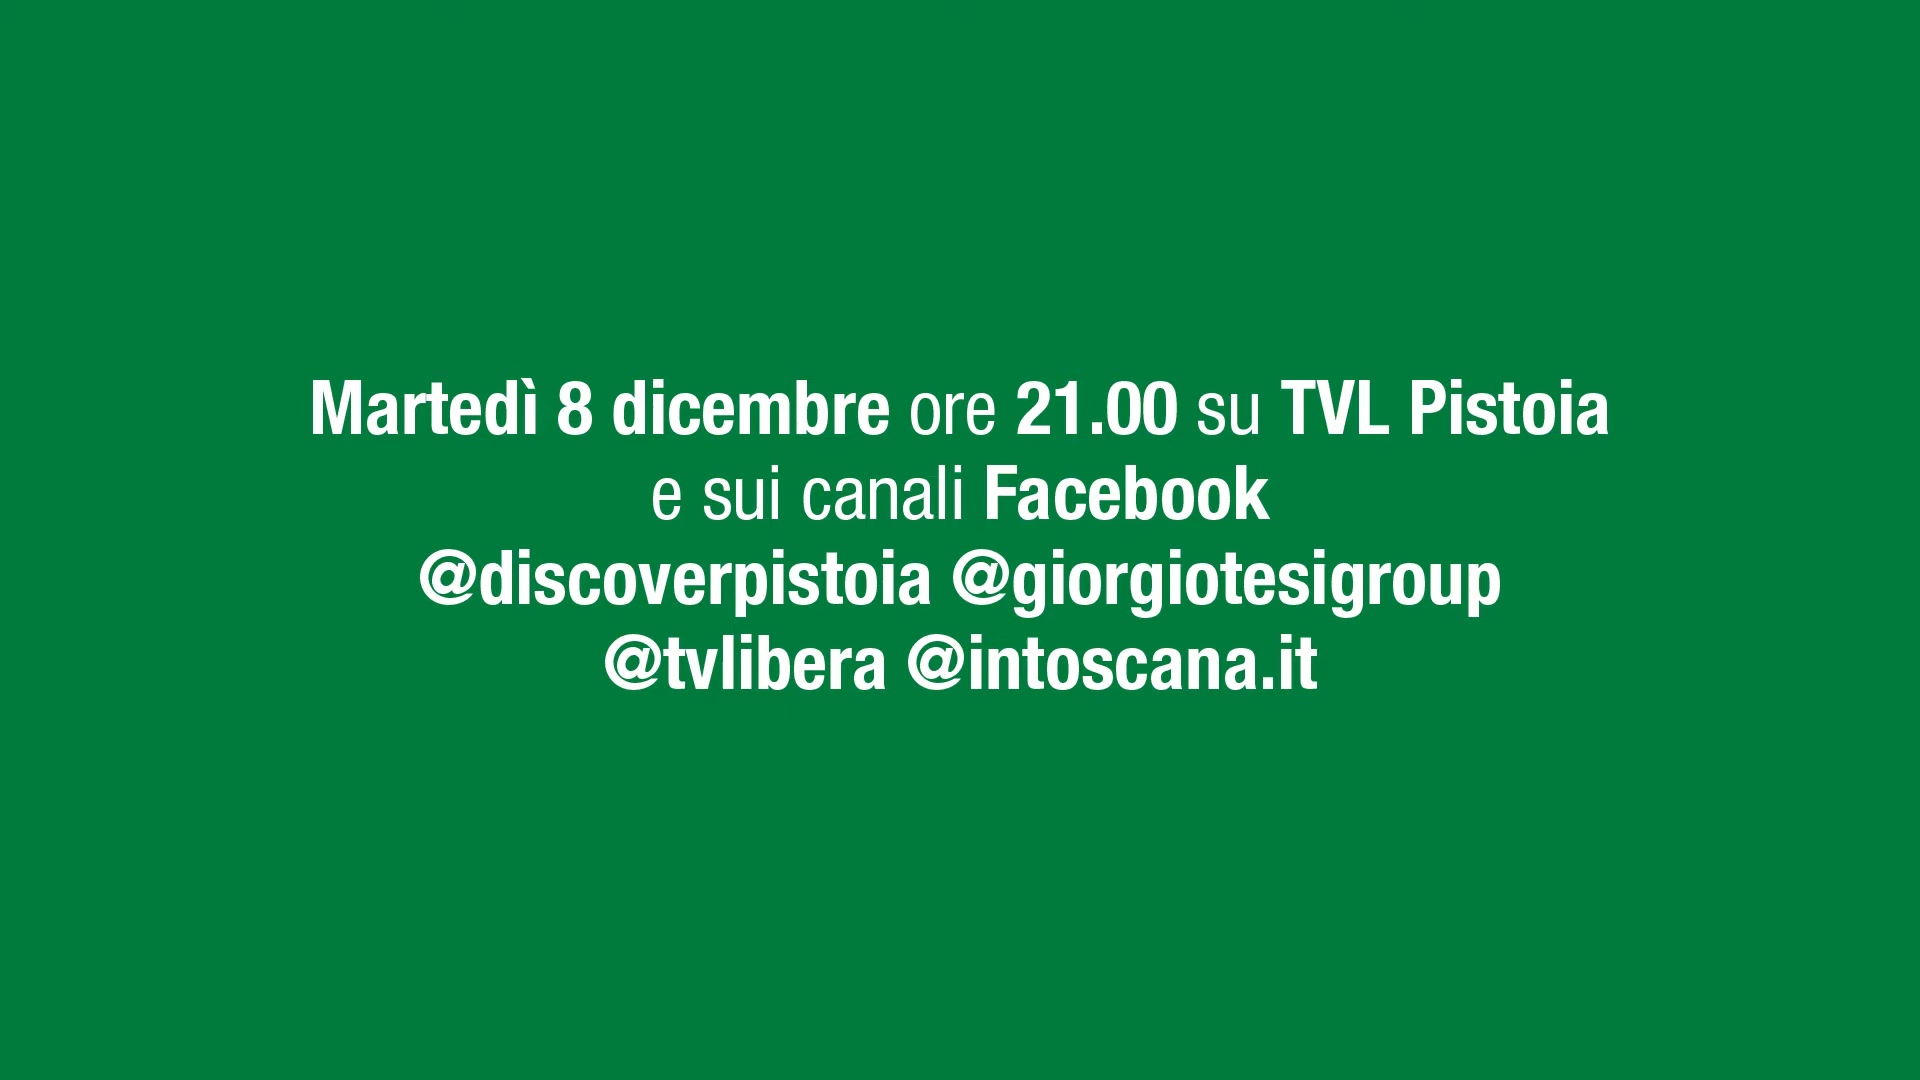 Martedì 8 dicembre ore 21.00 su TVL Pistoia
e sui canali Facebook
@discoverpistoia @giorgiotesigroup
@tvlibera @intoscana.it